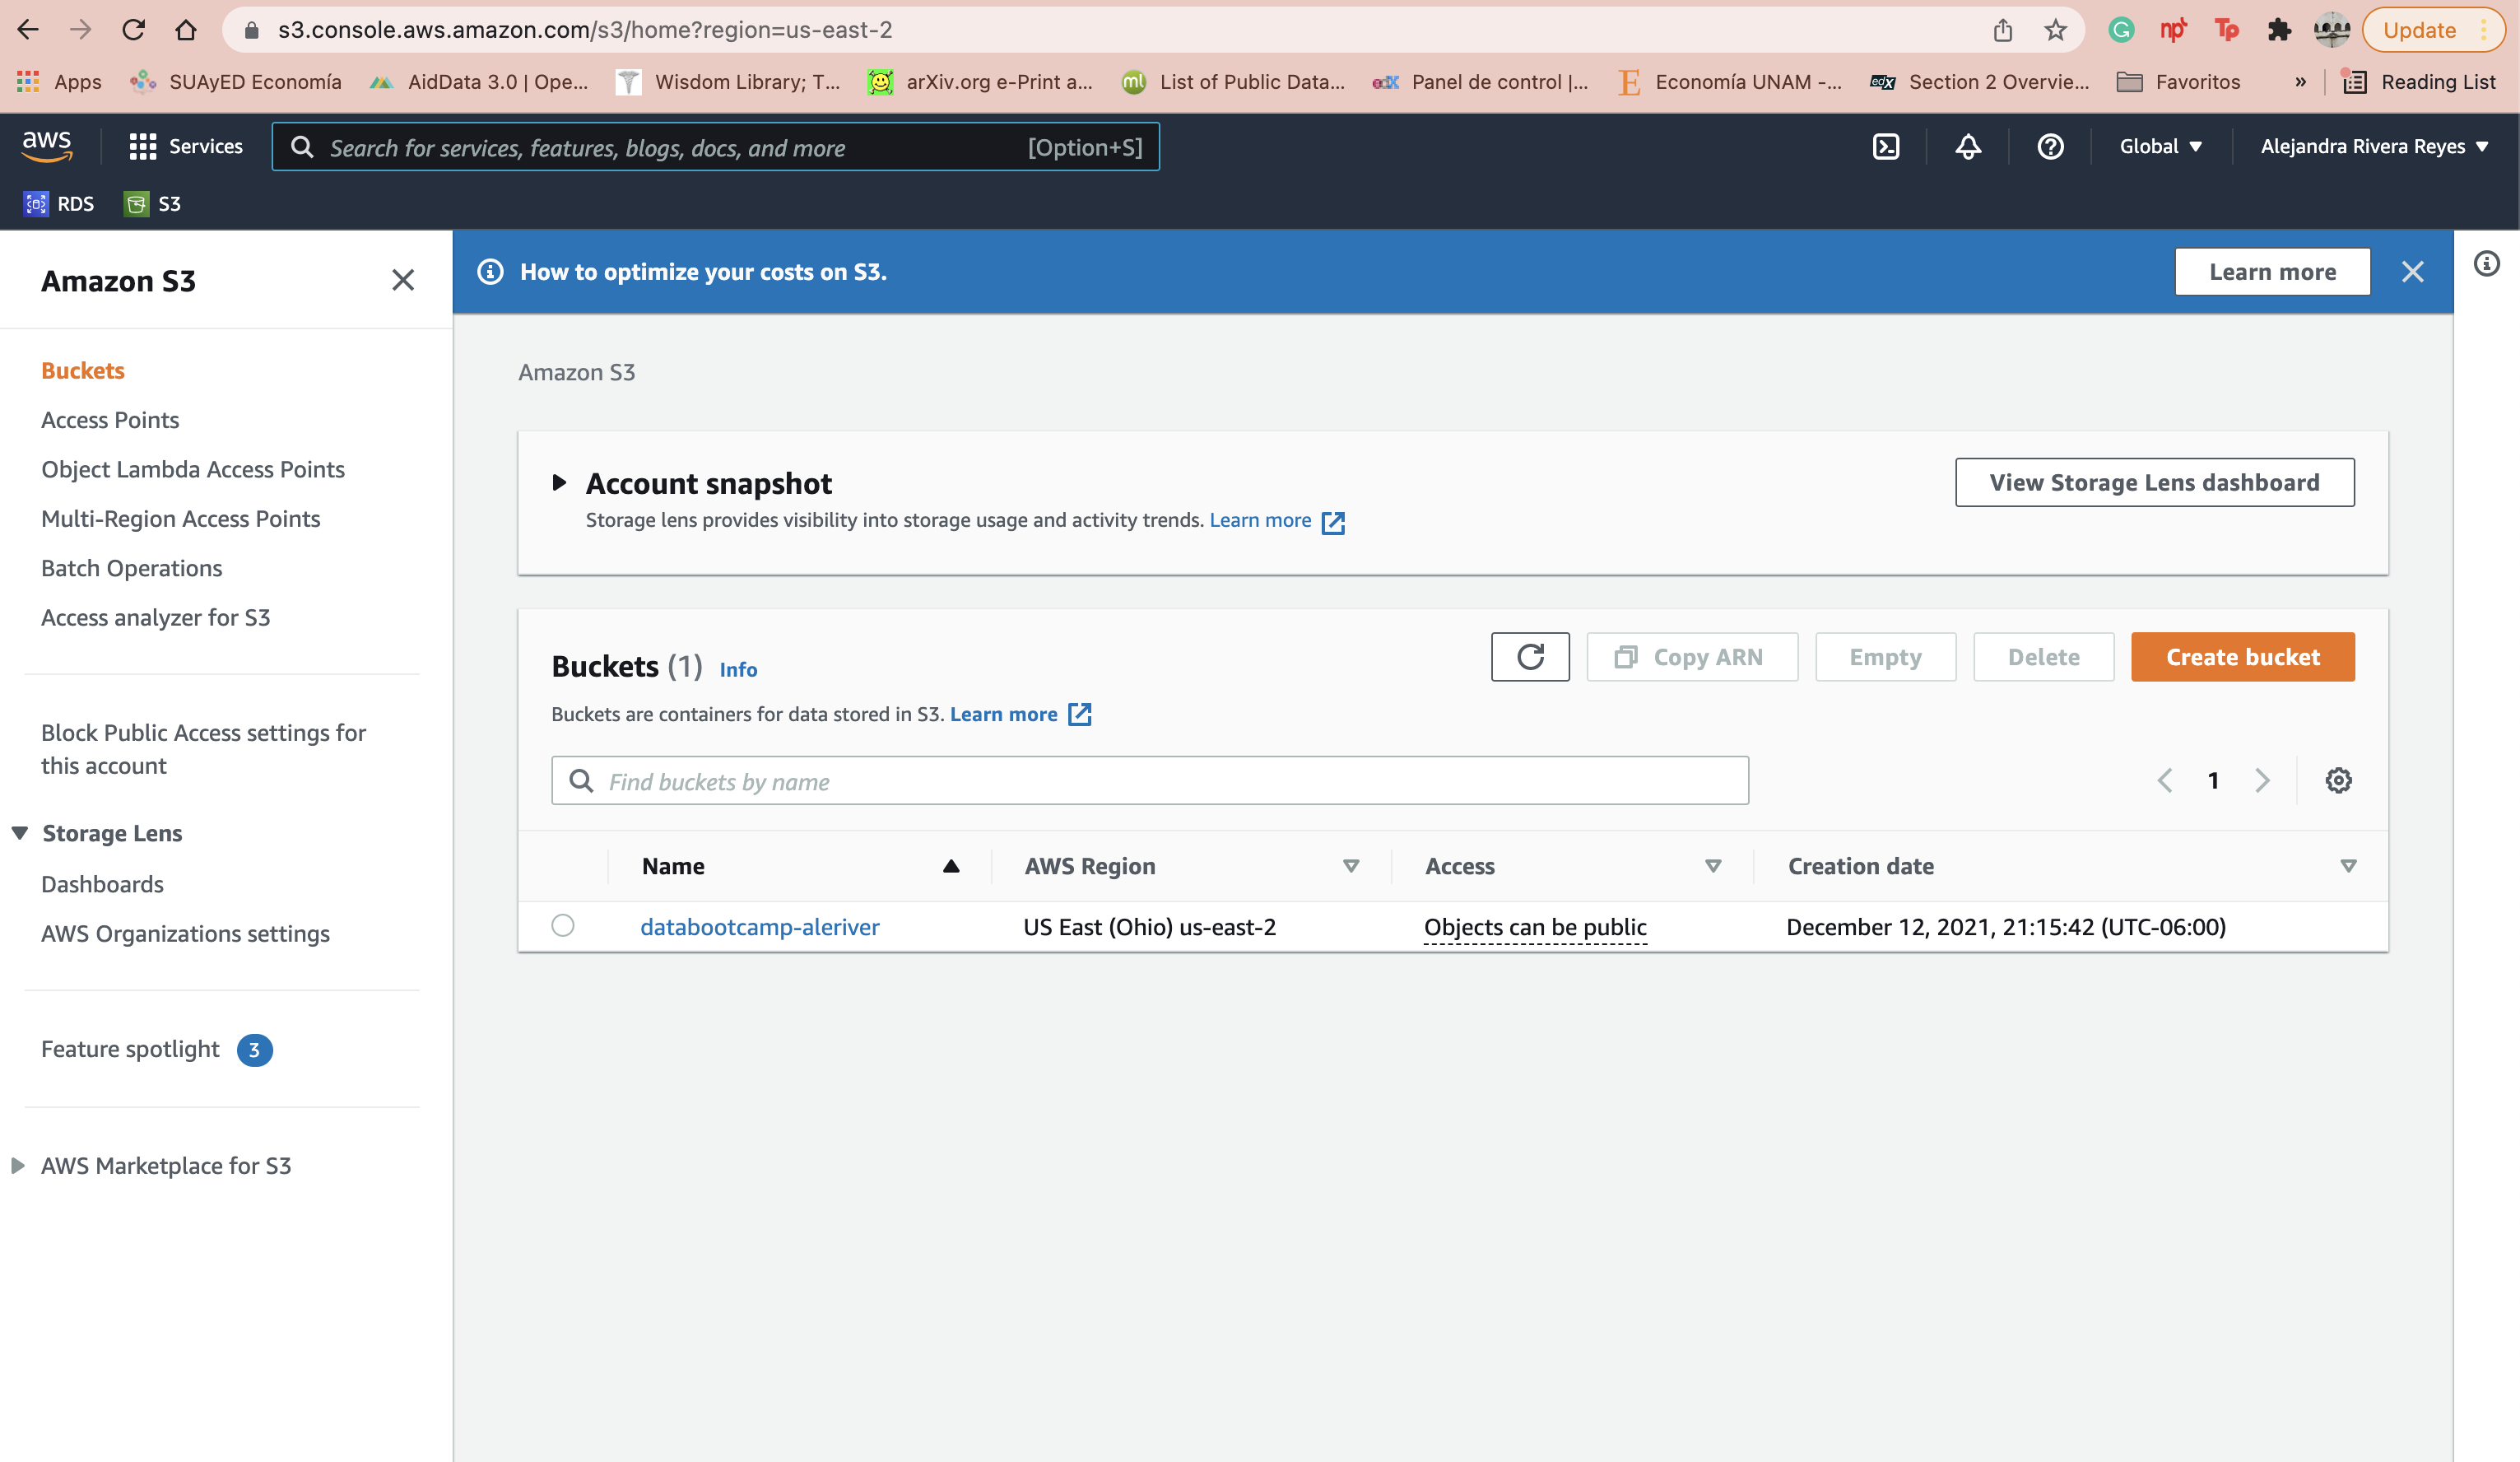 s3.console.aws.amazon.com/s3/home?region=us-east-2
Update
Apps
SUAyED Economía
AidData 3.0 | Ope...
Wisdom Library; T...
arXiv.org e-Print a...
ml
List of Public Data...
edX
Panel de control |...
E
Economía UNAM -...
edX
Section 2 Overvie...
Favoritos
»
Reading List
aws
Services
Search for services, features, blogs, docs, and more
[Option+S]
Global
Alejandra Rivera Reyes
RDS
S3
Amazon S3
Buckets
Access Points
Object Lambda Access Points
Multi-Region Access Points
Batch Operations
Access analyzer for S3
Block Public Access settings for
this account
Storage Lens
Dashboards
AWS Organizations settings
Feature spotlight 3
AWS Marketplace for S3
How to optimize your costs on S3.
Learn more
Amazon S3
Account snapshot
View Storage Lens dashboard
Storage lens provides visibility into storage usage and activity trends. Learn more
Buckets (1) Info
Copy ARN
Empty
Delete
Create bucket
Buckets are containers for data stored in S3. Learn more
Find buckets by name
1
Name
AWS Region
Access
Creation date
databootcamp-aleriver
US East (Ohio) us-east-2
Objects can be public
December 12, 2021, 21:15:42 (UTC-06:00)